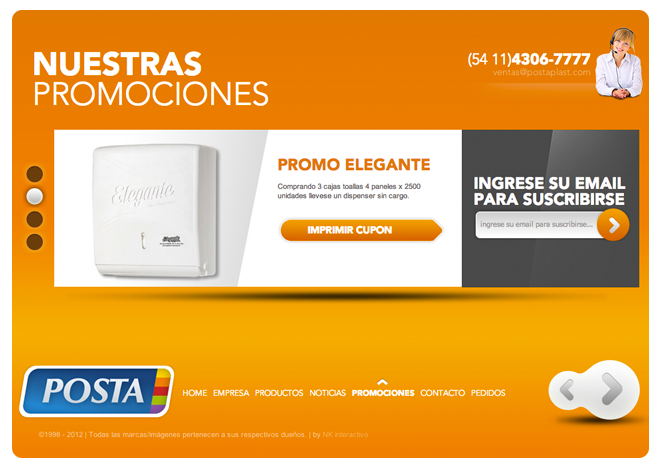 NUESTRAS
PROMOCIONES
(54 11)4306-7777
ventas@postaplast.com
Elegante
PROMO ELEGANTE
Comprando 3 cajas toallas 4 paneles x 2500
unidades llevese un dispenser sin cargo.
IMPRIMIR CUPON
INGRESE SU EMAIL
PARA SUSCRIBIRSE
ingrese su email para suscribirse...
POSTA
HOME EMPRESA PRODUCTOS NOTICIAS PROMOCIONES CONTACTO PEDIDOS
©1998 - 2012 | Todas las marcas/imágenes pertenecen a sus respectivos dueños. | by NK interactive